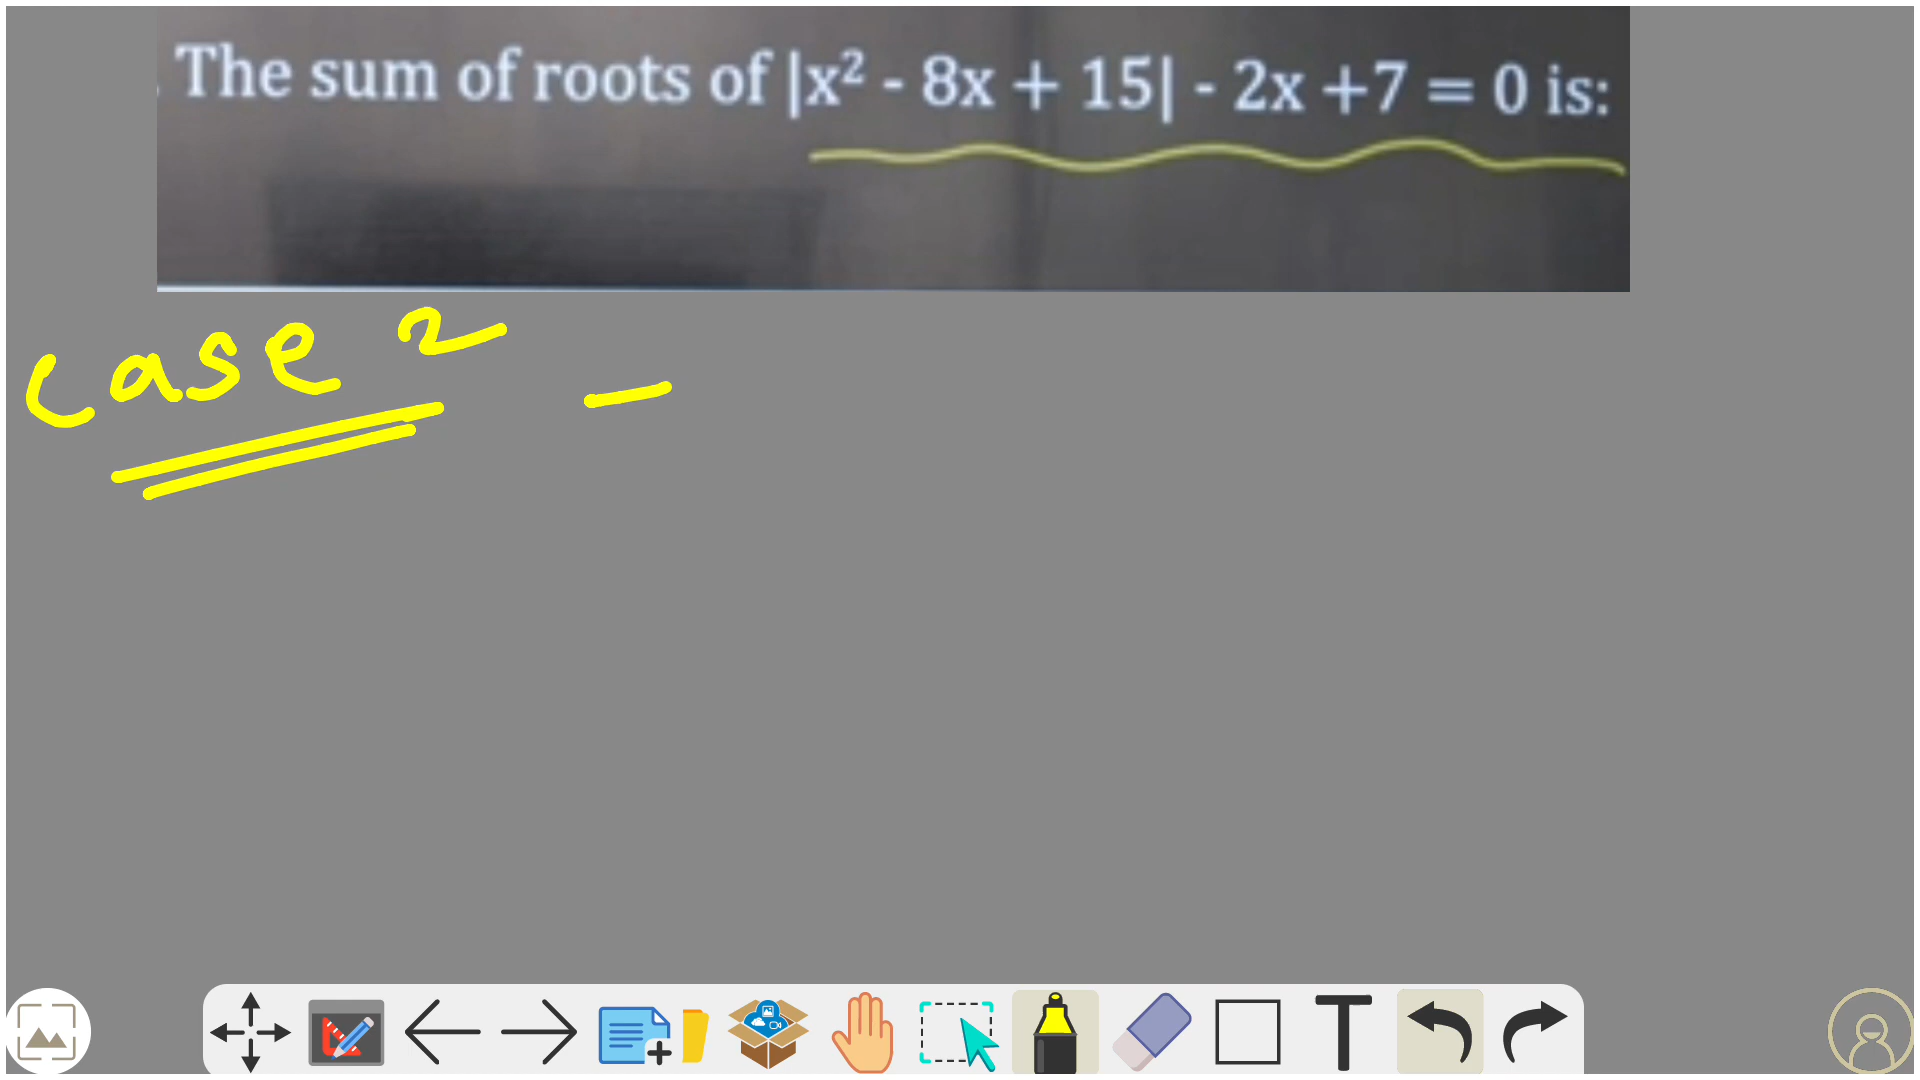 The sum of roots of |x² - 8x + 15| - 2x +7 = 0 is:
case 2 -